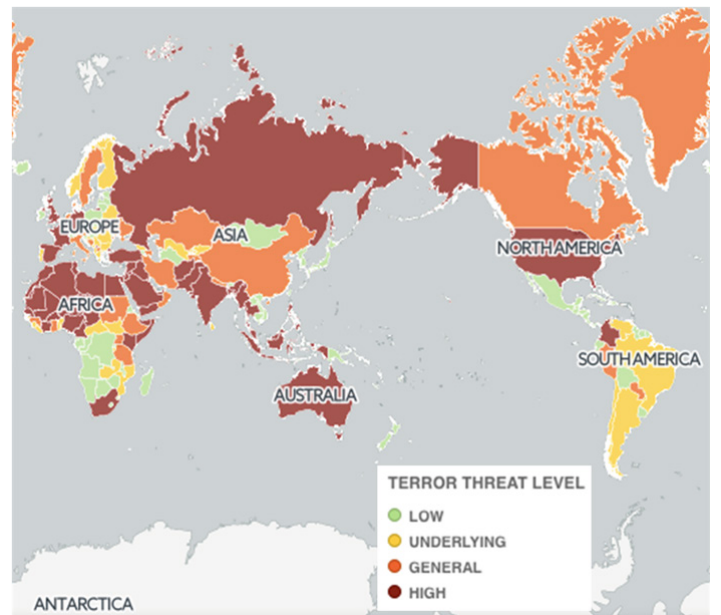 EUROPE
ASIA
NORTH AMERICA
AFRICA
SOUTH AMERICA
AUSTRALIA
TERROR THREAT LEVEL
LOW
UNDERLYING
GENERAL
HIGH
ANTARCTICA